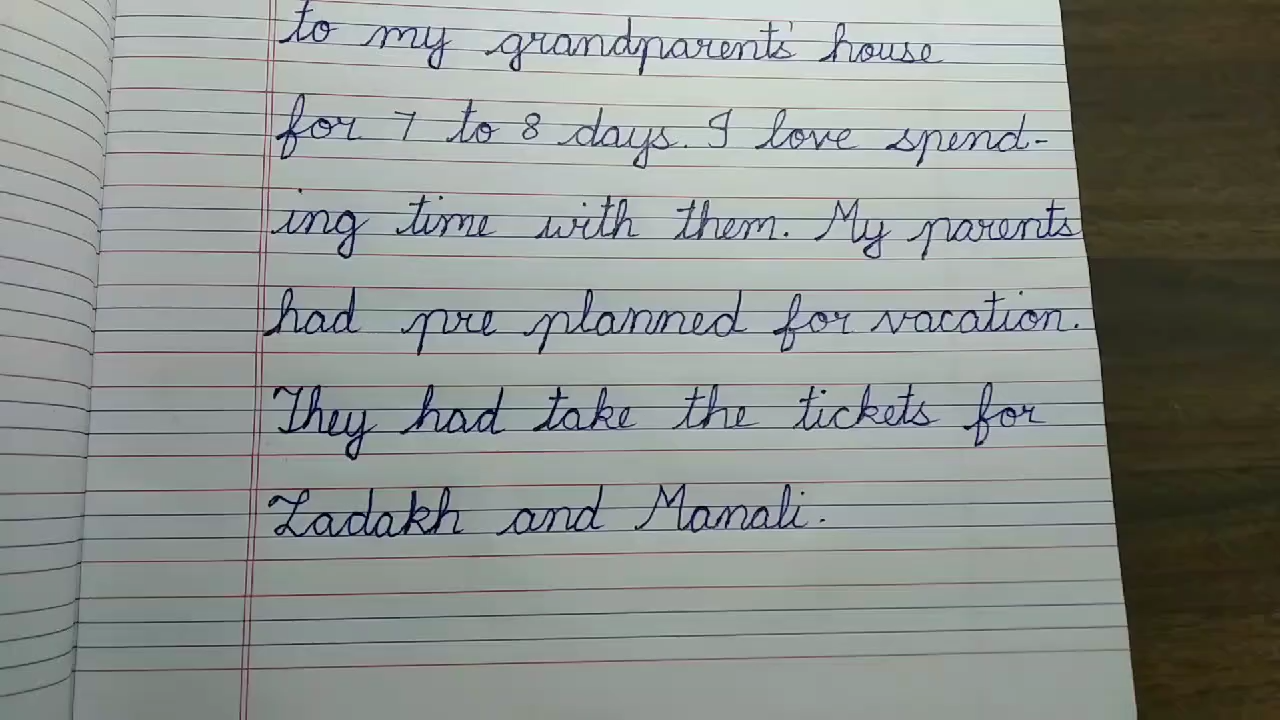 to my grandparents' house
for 7 to 8 days. I love spend-
ing time with them. My parents
had pre planned for vacation.
They had take the tickets for
Ladakh and Manali.